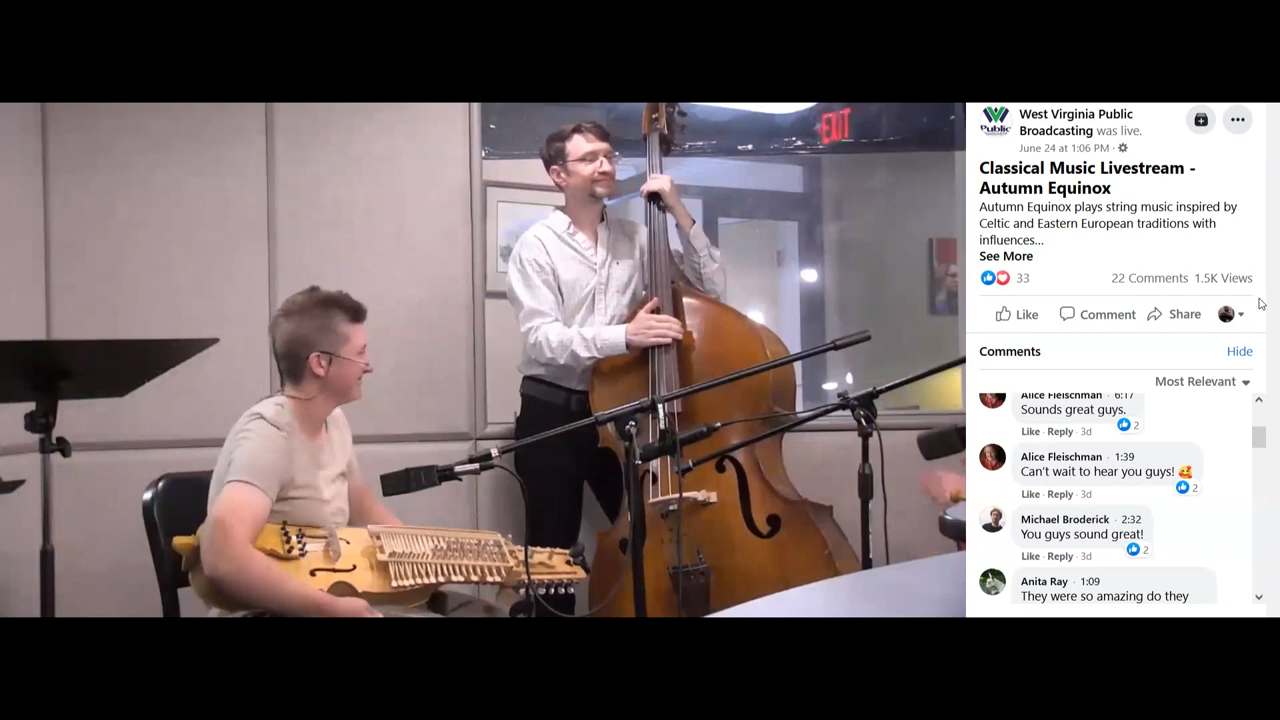 EXIT
Public
West Virginia Public
Broadcasting was live.
June 24 at 1:06 PM ·
Classical Music Livestream -
Autumn Equinox
Autumn Equinox plays string music inspired by
Celtic and Eastern European traditions with
influences...
See More
33
22 Comments 1.5K Views
Like Comment Share
Comments Hide
Most Relevant
Alice Fleischman · 6:17
Sounds great guys.
2
Like · Reply · 3d
Alice Fleischman · 1:39
Can't wait to hear you guys! 🥰
2
Like · Reply · 3d
Michael Broderick · 2:32
You guys sound great!
2
Like · Reply · 3d
Anita Ray · 1:09
They were so amazing do they